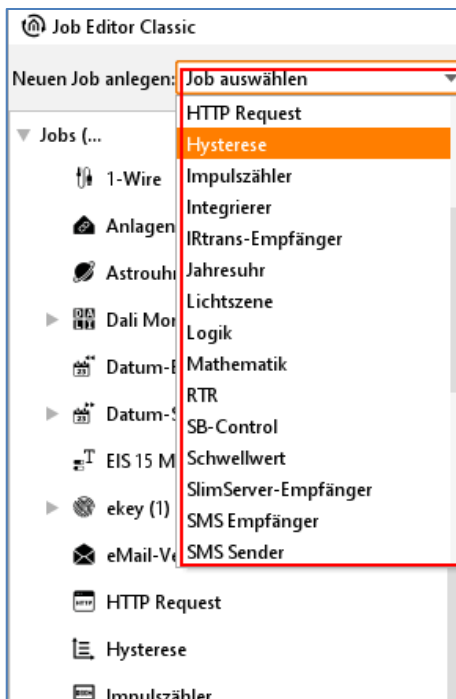 Job Editor Classic
Neuen Job anlegen: Job auswählen
HTTP Request
Hysterese
Impulszähler
Integrierer
IRtrans-Empfänger
Jahresuhr
Lichtszene
Logik
Mathematik
RTR
SB-Control
Schwellwert
SlimServer-Empfänger
SMS Empfänger
SMS Sender
Jobs (...
1-Wire
Anlagen
Astrouhr
Dali Mor
Datum-E
Datum-S
EIS 15 M
ekey (1)
eMail-Ve
HTTP Request
Hysterese
Impulszähler